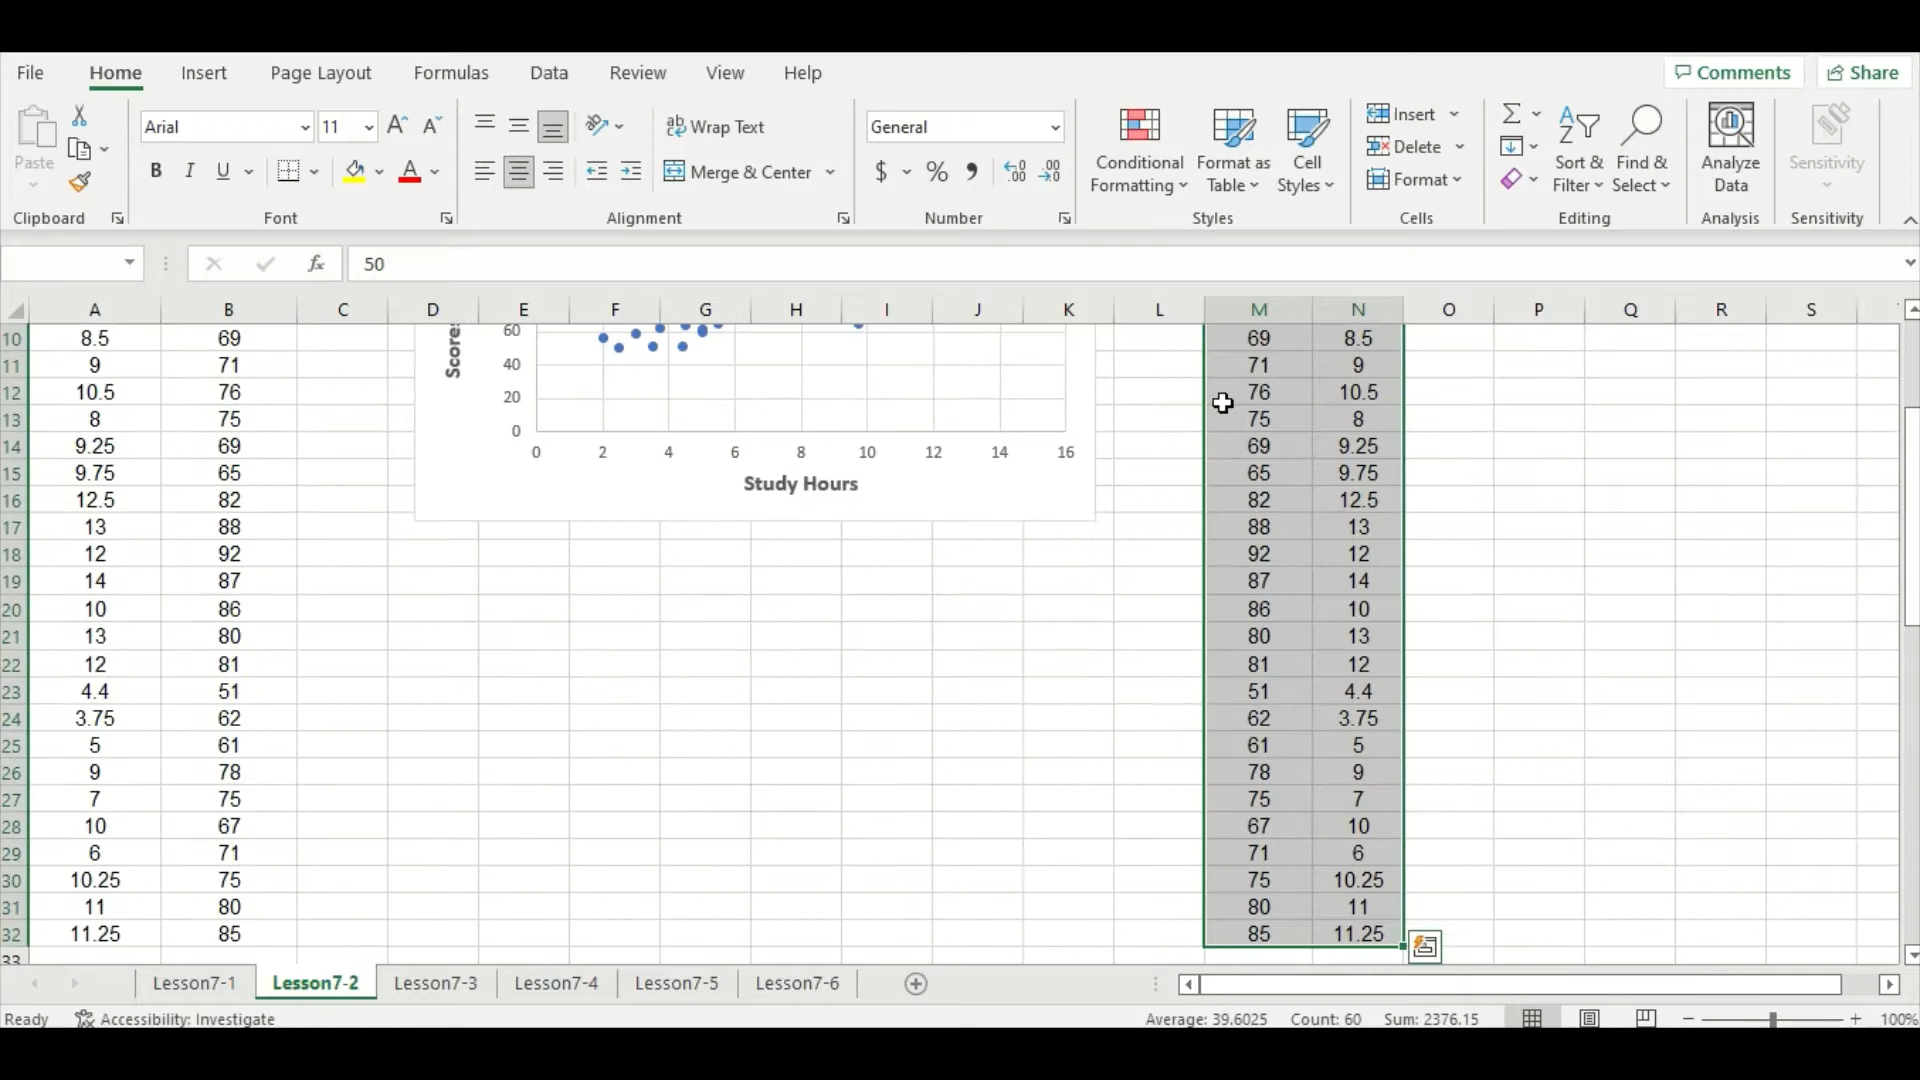 File Home Insert Page Layout Formulas Data Review View Help Comments Share
Arial 11 Wrap Text General Insert
Paste B I U Merge & Center $ % Conditional Formatting Format as Table Cell Styles Delete Format Sort & Filter Find & Select Analyze Data Sensitivity
Clipboard Font Alignment Number Styles Cells Editing Analysis Sensitivity
fx 50
A B C D E F G H I J K L M N O P Q R S
10 8.5 69 69 8.5
11 9 71 71 9
12 10.5 76 76 10.5
13 8 75 75 8
14 9.25 69 69 9.25
15 9.75 65 65 9.75
16 12.5 82 82 12.5
17 13 88 88 13
18 12 92 92 12
19 14 87 87 14
20 10 86 86 10
21 13 80 80 13
22 12 81 81 12
23 4.4 51 51 4.4
24 3.75 62 62 3.75
25 5 61 61 5
26 9 78 78 9
27 7 75 75 7
28 10 67 67 10
29 6 71 71 6
30 10.25 75 75 10.25
31 11 80 80 11
32 11.25 85 85 11.25
33
Score
60
40
20
0
0 2 4 6 8 10 12 14 16
Study Hours
Lesson7-1 Lesson7-2 Lesson7-3 Lesson7-4 Lesson7-5 Lesson7-6
Ready Accessibility: Investigate Average: 39.6025 Count: 60 Sum: 2376.15 100%